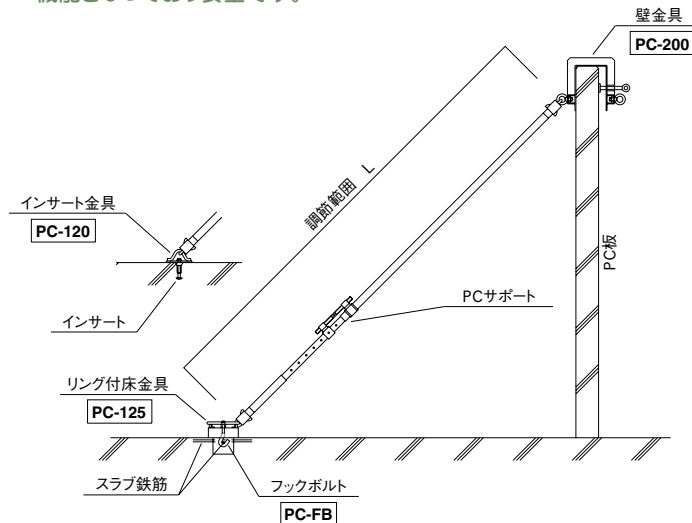 壁金具
PC-200
調節範囲 L
インサート金具
PC-120
PC板
インサート
PCサポート
リング付床金具
PC-125
スラブ鉄筋
フックボルト
PC-FB